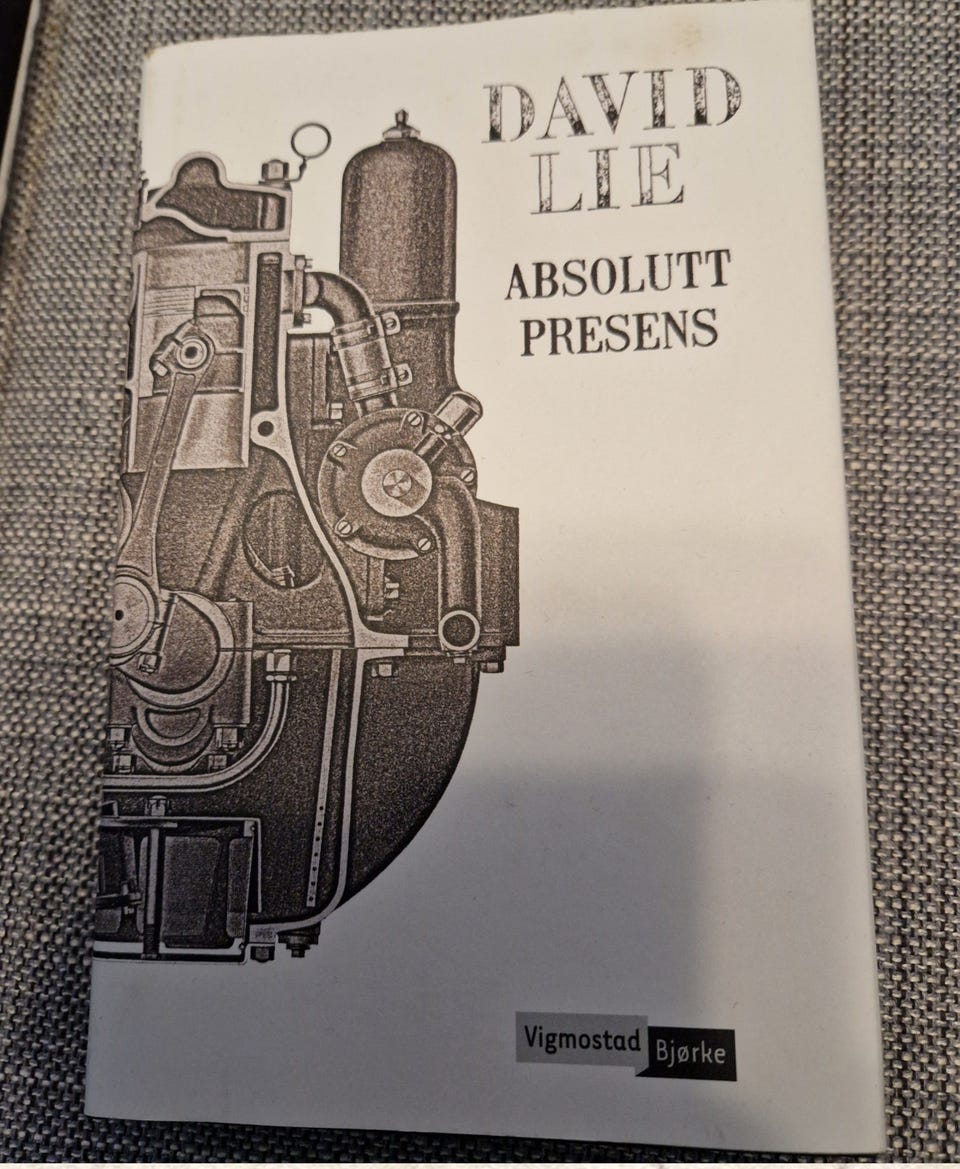 DAVID
LIE
ABSOLUTT
PRESENS
Vigmostad
Bjørke